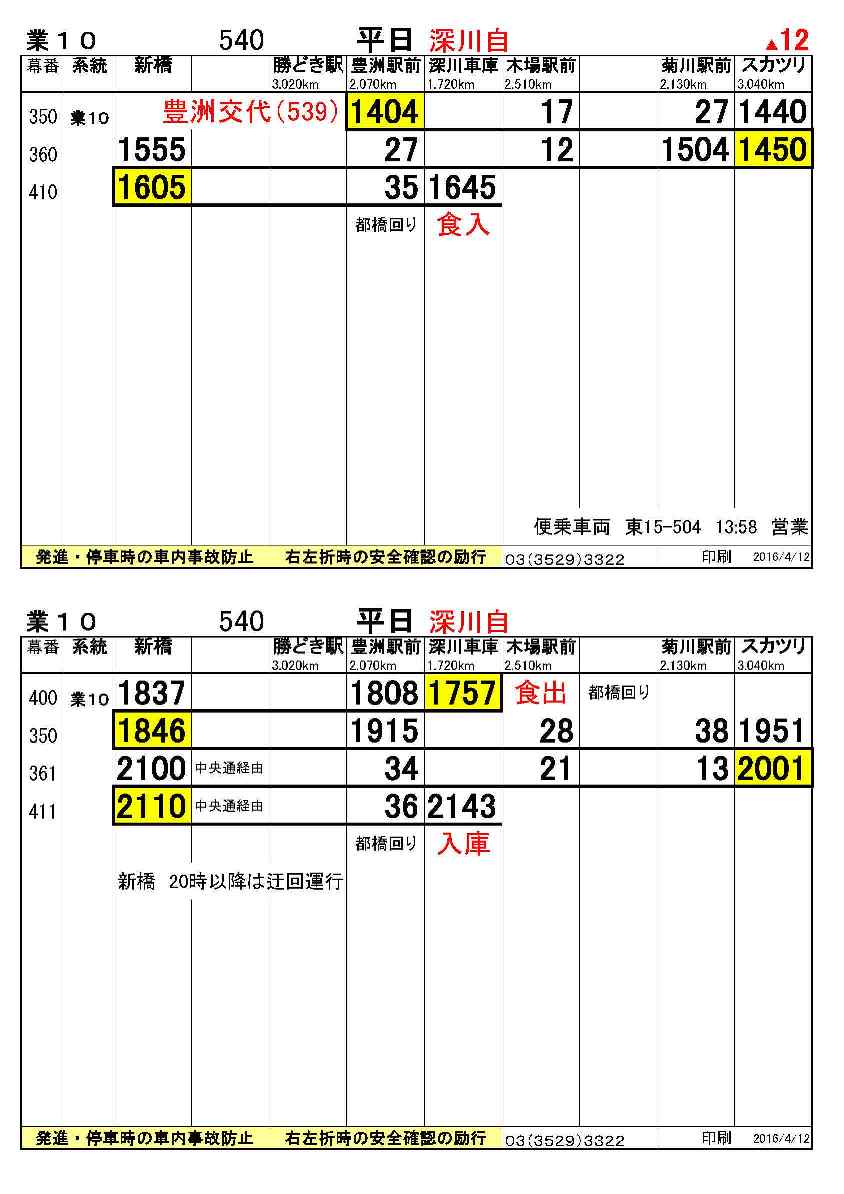 業１０ 540 平日 深川自 ▲12
幕番 系統 新橋 勝どき駅 豊洲駅前 深川車庫 木場駅前 菊川駅前 スカツリ
3.020km 2.070km 1.720km 2.510km 2.130km 3.040km
350 業10 豊洲交代(539) 1404 17 27 1440
360 1555 27 12 1504 1450
410 1605 35 1645
都橋回り 食入
便乗車両 東15-504 13:58 営業
発進・停車時の車内事故防止 右左折時の安全確認の励行 03(3529)3322 印刷 2016/4/12
業１０ 540 平日 深川自
幕番 系統 新橋 勝どき駅 豊洲駅前 深川車庫 木場駅前 菊川駅前 スカツリ
3.020km 2.070km 1.720km 2.510km 2.130km 3.040km
400 業10 1837 1808 1757 食出 都橋回り
350 1846 1915 28 38 1951
361 2100 中央通経由 34 21 13 2001
411 2110 中央通経由 36 2143
都橋回り 入庫
新橋 20時以降は迂回運行
発進・停車時の車内事故防止 右左折時の安全確認の励行 03(3529)3322 印刷 2016/4/12